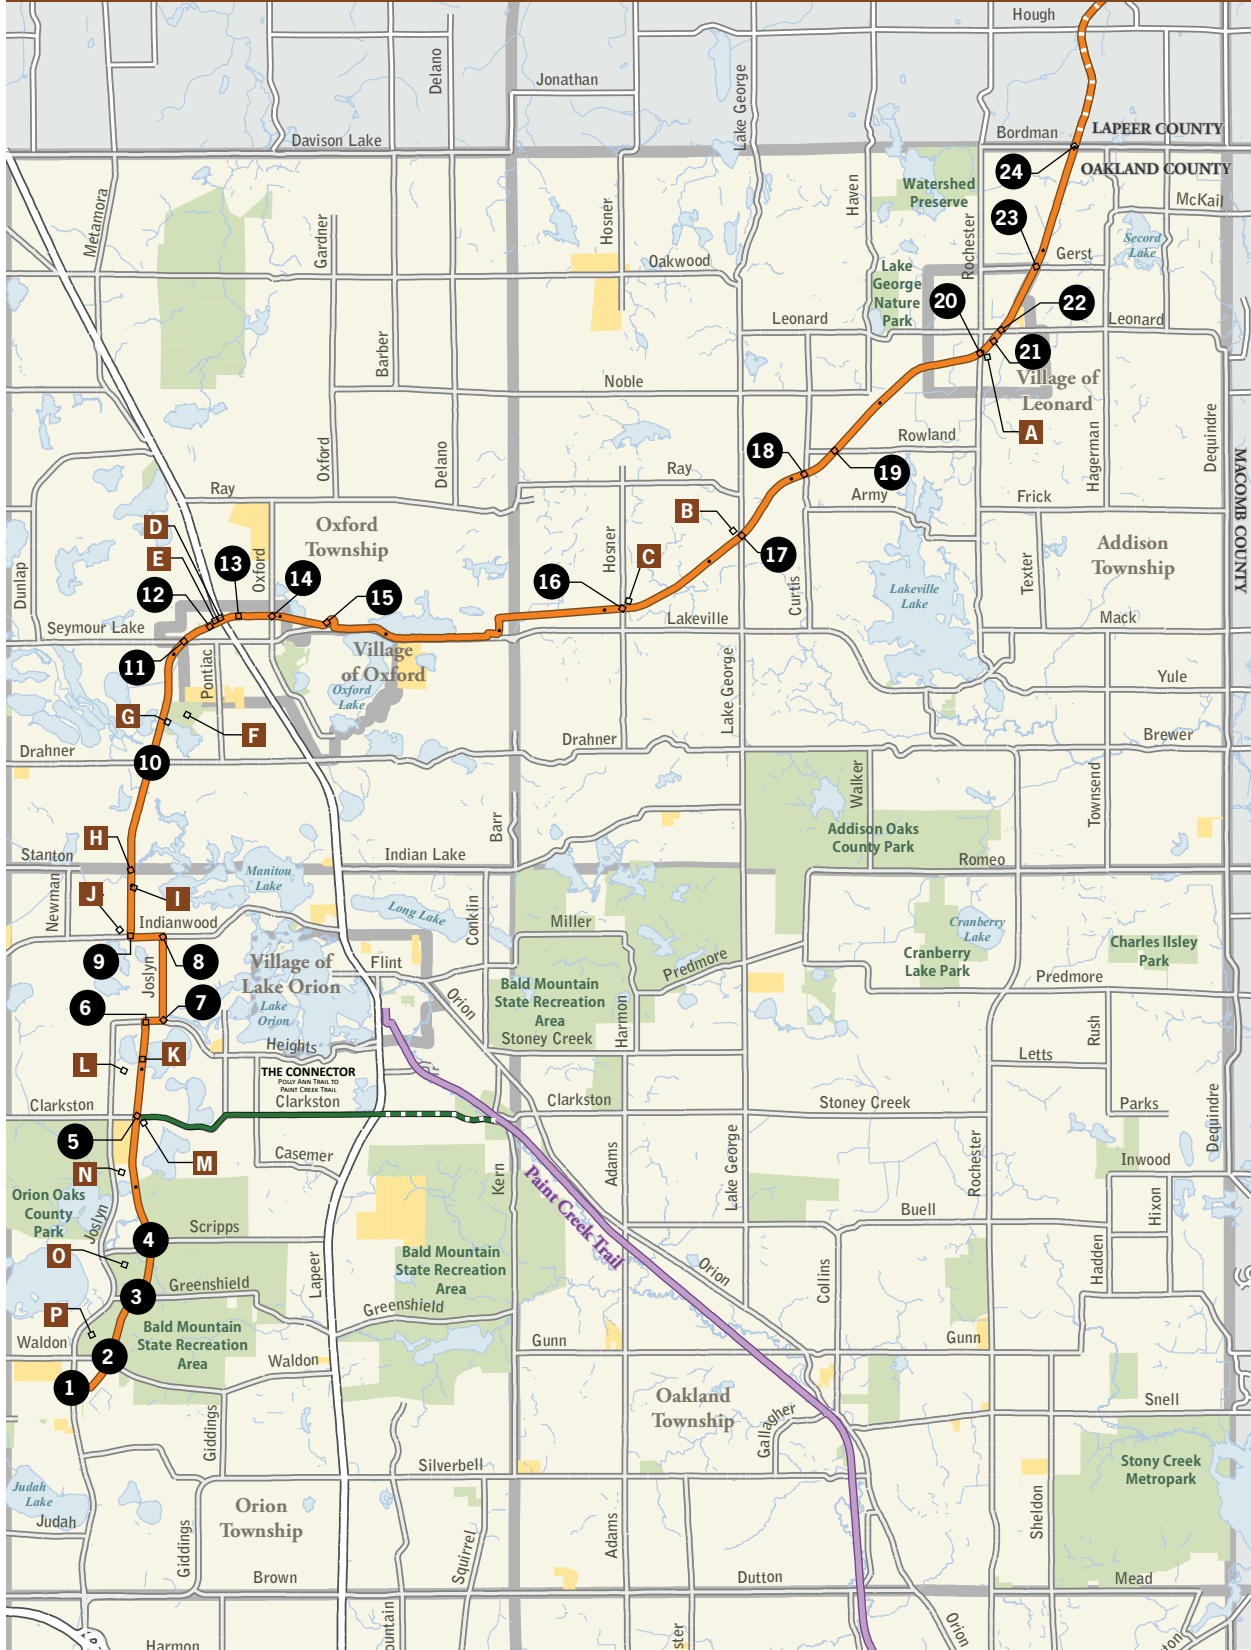 Hough
Delano
Jonathan
Lake George
Davison Lake
Bordman
LAPEER COUNTY
OAKLAND COUNTY
24
Watershed
Preserve
McKail
Metamora
Gardner
Hosner
Haven
Rochester
23
Secord
Lake
Oakwood
Gerst
Lake
George
Nature
Park
20
22
Leonard
Leonard
21
Barber
Noble
Village of
Leonard
A
Dequindre
Hagerman
Rowland
18
19
Oxford
Delano
Ray
Ray
Army
Frick
MACOMB COUNTY
B
17
D
E
Oxford
Township
Addison
Township
13
Oxford
14
Hosner
C
Dunlap
12
15
16
Curtis
Lakeville
Lake
Texter
Seymour Lake
Lakeville
Mack
11
Pontiac
Village
of Oxford
Oxford
Lake
Lake George
Yule
G
F
Drahner
Drahner
Brewer
10
Walker
Townsend
Barr
Addison Oaks
County Park
H
Stanton
Indian Lake
Romeo
Manitou
Lake
Newman
J
I
Indianwood
Long Lake
Conklin
Miller
Cranberry
Lake
Charles Ilsley
Park
9
8
Joslyn
Village of
Lake Orion
Flint
Predmore
Cranberry
Lake Park
Predmore
6
7
Lake
Orion
Orion
Bald Mountain
State Recreation
Area
Stoney Creek
Harmon
Rush
Heights
K
L
THE CONNECTOR
POLLY ANN TRAIL TO
PAINT CREEK TRAIL
Clarkston
Clarkston
Clarkston
Letts
Stoney Creek
Parks
Dequindre
5
M
N
Casemer
Kern
Paint Creek Trail
Adams
Lake George
Rochester
Inwood
Hixon
Orion Oaks
County
Park
Joslyn
Scripps
4
O
Buell
Lapeer
Bald Mountain
State Recreation
Area
Orion
Collins
Hadden
Greenshield
3
P
Greenshield
Waldon
Bald Mountain
State Recreation
Area
2
Waldon
Gunn
Gunn
1
Oakland
Township
Gallagher
Snell
Giddings
Silverbell
Stony Creek
Metropark
Judah
Lake
Judah
Orion
Township
Giddings
Squirrel
Adams
Sheldon
Brown
Dutton
Mead
Harmon
Orion